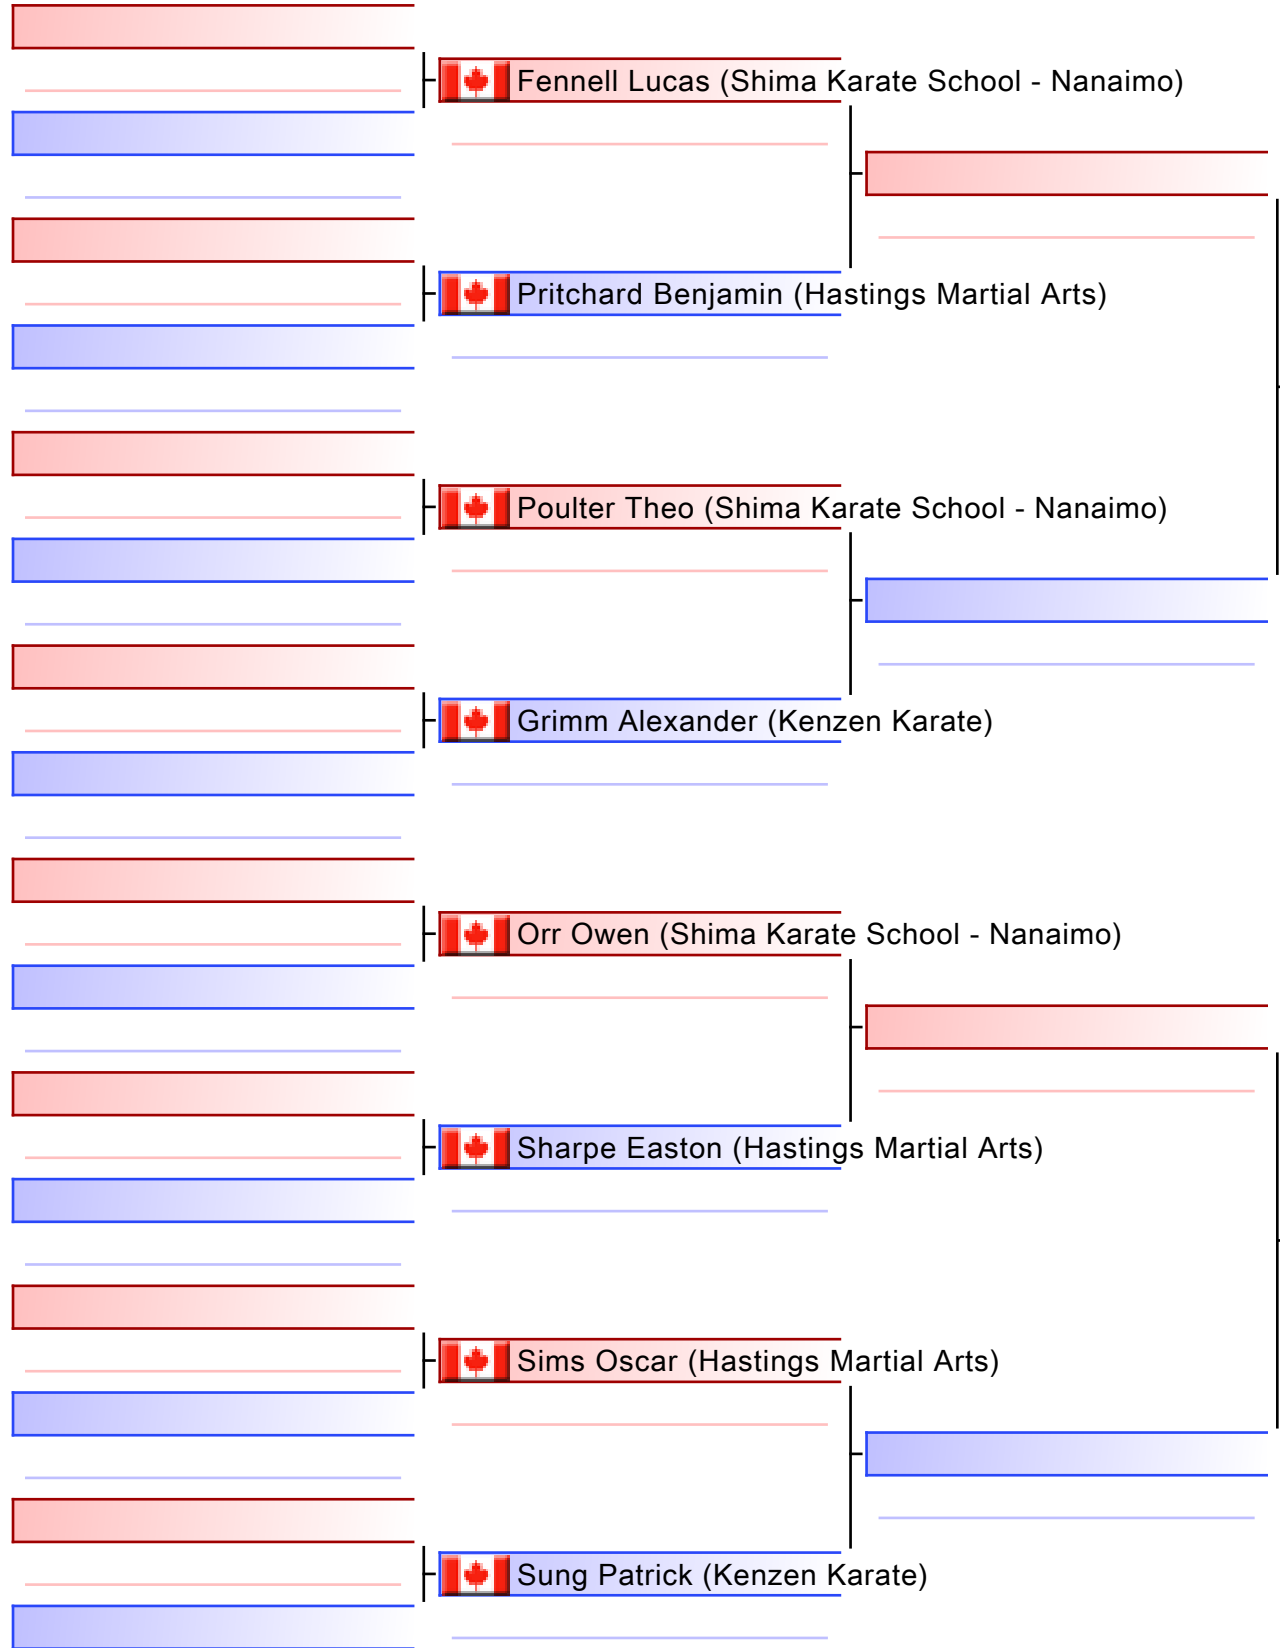 Fennell Lucas (Shima Karate School - Nanaimo)
Pritchard Benjamin (Hastings Martial Arts)
Poulter Theo (Shima Karate School - Nanaimo)
Grimm Alexander (Kenzen Karate)
Orr Owen (Shima Karate School - Nanaimo)
Sharpe Easton (Hastings Martial Arts)
Sims Oscar (Hastings Martial Arts)
Sung Patrick (Kenzen Karate)